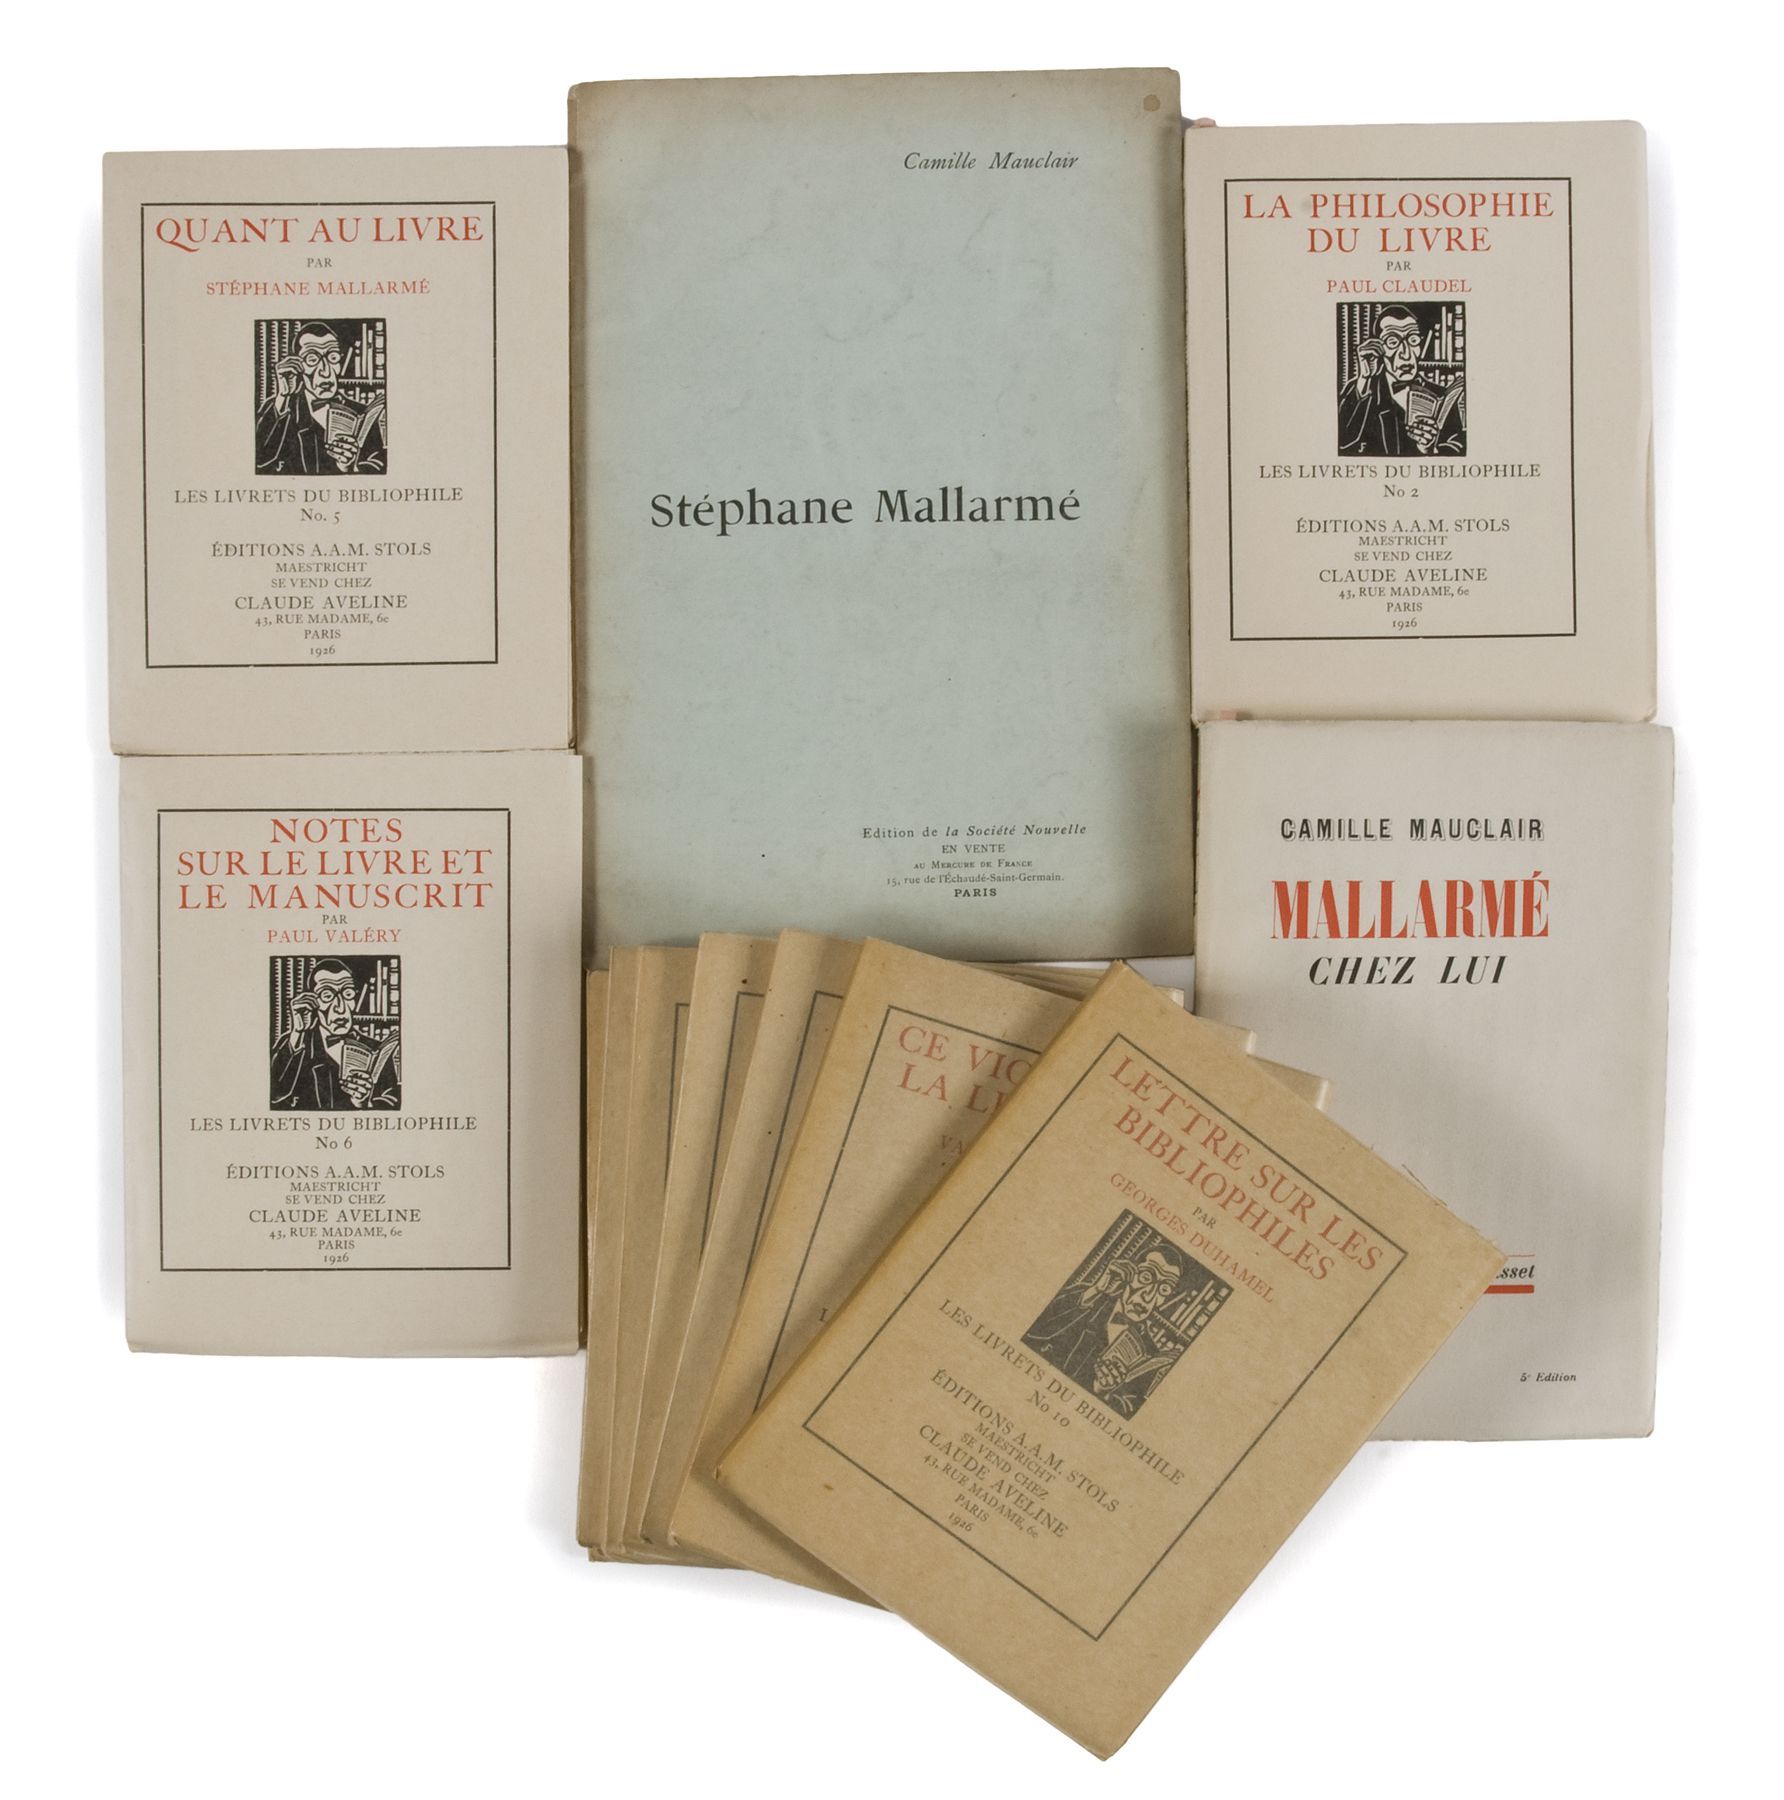 QUANT AU LIVRE
PAR
STÉPHANE MALLARMÉ
LES LIVRETS DU BIBLIOPHILE
No. 5
ÉDITIONS A.A.M. STOLS
MAESTRICHT
SE VEND CHEZ
CLAUDE AVELINE
43, RUE MADAME, 6e
PARIS
1926
Camille Mauclair
Stéphane Mallarmé
Edition de la Société Nouvelle
EN VENTE
AU MERCURE DE FRANCE
15, rue de l'Échaudé-Saint-Germain.
PARIS
LA PHILOSOPHIE
DU LIVRE
PAR
PAUL CLAUDEL
LES LIVRETS DU BIBLIOPHILE
No 2
ÉDITIONS A.A.M. STOLS
MAESTRICHT
SE VEND CHEZ
CLAUDE AVELINE
43, RUE MADAME, 6e
PARIS
1926
NOTES
SUR LE LIVRE ET
LE MANUSCRIT
PAR
PAUL VALÉRY
LES LIVRETS DU BIBLIOPHILE
No 6
ÉDITIONS A.A.M. STOLS
MAESTRICHT
SE VEND CHEZ
CLAUDE AVELINE
43, RUE MADAME, 6e
PARIS
1926
CAMILLE MAUCLAIR
MALLARMÉ
CHEZ LUI
5e Edition
CE
LA
LETTRE SUR LES
BIBLIOPHILES
PAR
GEORGES DUHAMEL
LES LIVRETS DU BIBLIOPHILE
No 10
ÉDITIONS A.A.M. STOLS
MAESTRICHT
SE VEND CHEZ
CLAUDE AVELINE
43, RUE MADAME, 6e
PARIS
1926